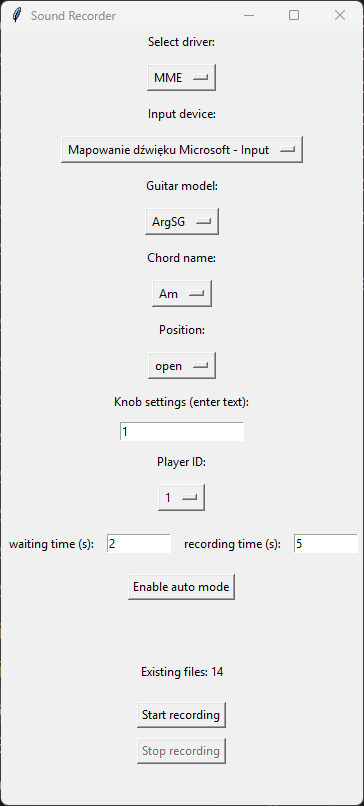 Sound Recorder
Select driver:
MME
Input device:
Mapowanie dźwięku Microsoft - Input
Guitar model:
ArgSG
Chord name:
Am
Position:
open
Knob settings (enter text):
1
Player ID:
1
waiting time (s): 2 recording time (s): 5
Enable auto mode
Existing files: 14
Start recording
Stop recording